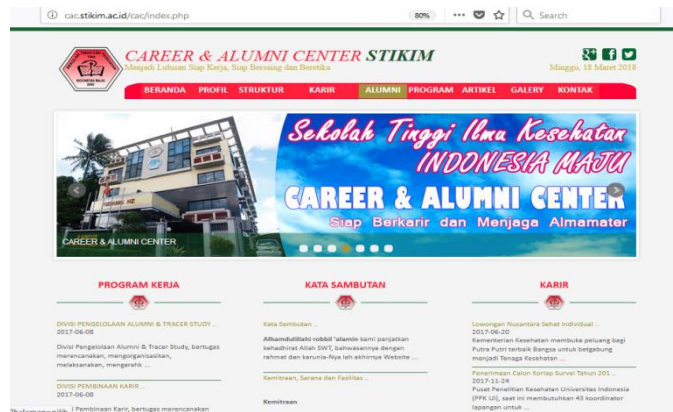 cac.stikim.ac.id/cac/index.php
80%
Search
CAREER & ALUMNI CENTER STIKIM
Menjadi Lulusan Siap Kerja, Siap Bersaing dan Beretika
Minggu, 18 Maret 2018
BERANDA PROFIL STRUKTUR KARIR ALUMNI PROGRAM ARTIKEL GALERY KONTAK
Sekolah Tinggi Ilmu Kesehatan
INDONESIA MAJU
CAREER & ALUMNI CENTER
Siap Berkarir dan Menjaga Almamater
CAREER & ALUMNI CENTER
PROGRAM KERJA
DIVISI PENGELOLAAN ALUMNI & TRACER STUDY ..
2017-06-08
Divisi Pengelolaan Alumni & Tracer Study, bertugas
merencanakan, mengorganisasikan,
melaksanakan, mengerahk ...
DIVISI PEMBINAAN KARIR ..
2017-06-08
Pembinaan Karir, bertugas merencanakan
KATA SAMBUTAN
Kata Sambutan ..
Alhamdulillahi robbil 'alamin kami panjatkan
kehadhirat Allah SWT, bahwasannya dengan
rahmat dan karunia-Nya lah akhirnya Website ...
Kemitraan, Sarana dan Fasilitas ..
Kemitraan
KARIR
Lowongan Nusantara Sehat Individual ..
2017-06-20
Kementerian Kesehatan membuka peluang bagi
Putra Putri terbaik Bangsa untuk betgabung
menjadi Tenaga Kesehatan ...
Penerimaan Calon Korlap Survei Tahun 201 ..
2017-11-24
Pusat Penelitian Kesehatan Universitas Indonesia
(PPK UI), saat ini membutuhkan 43 koordinator
lapangan untuk ...